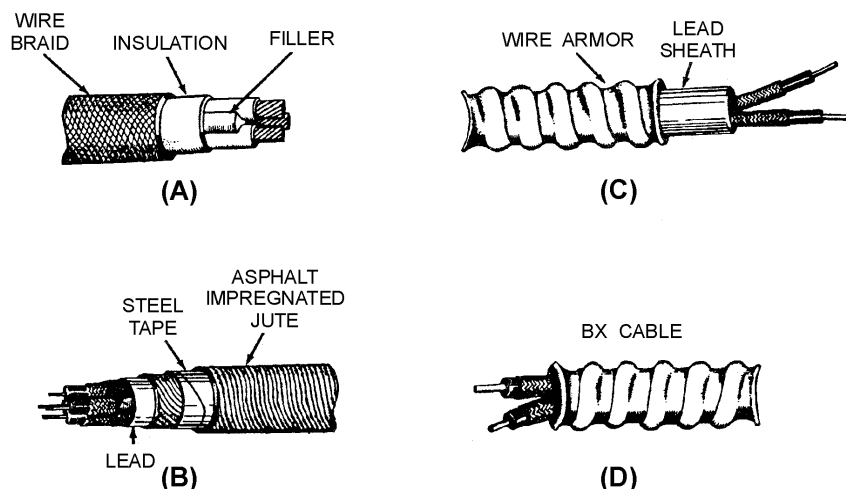 WIRE
BRAID
INSULATION
FILLER
(A)
WIRE ARMOR
LEAD
SHEATH
(C)
ASPHALT
IMPREGNATED
JUTE
STEEL
TAPE
LEAD
(B)
BX CABLE
(D)